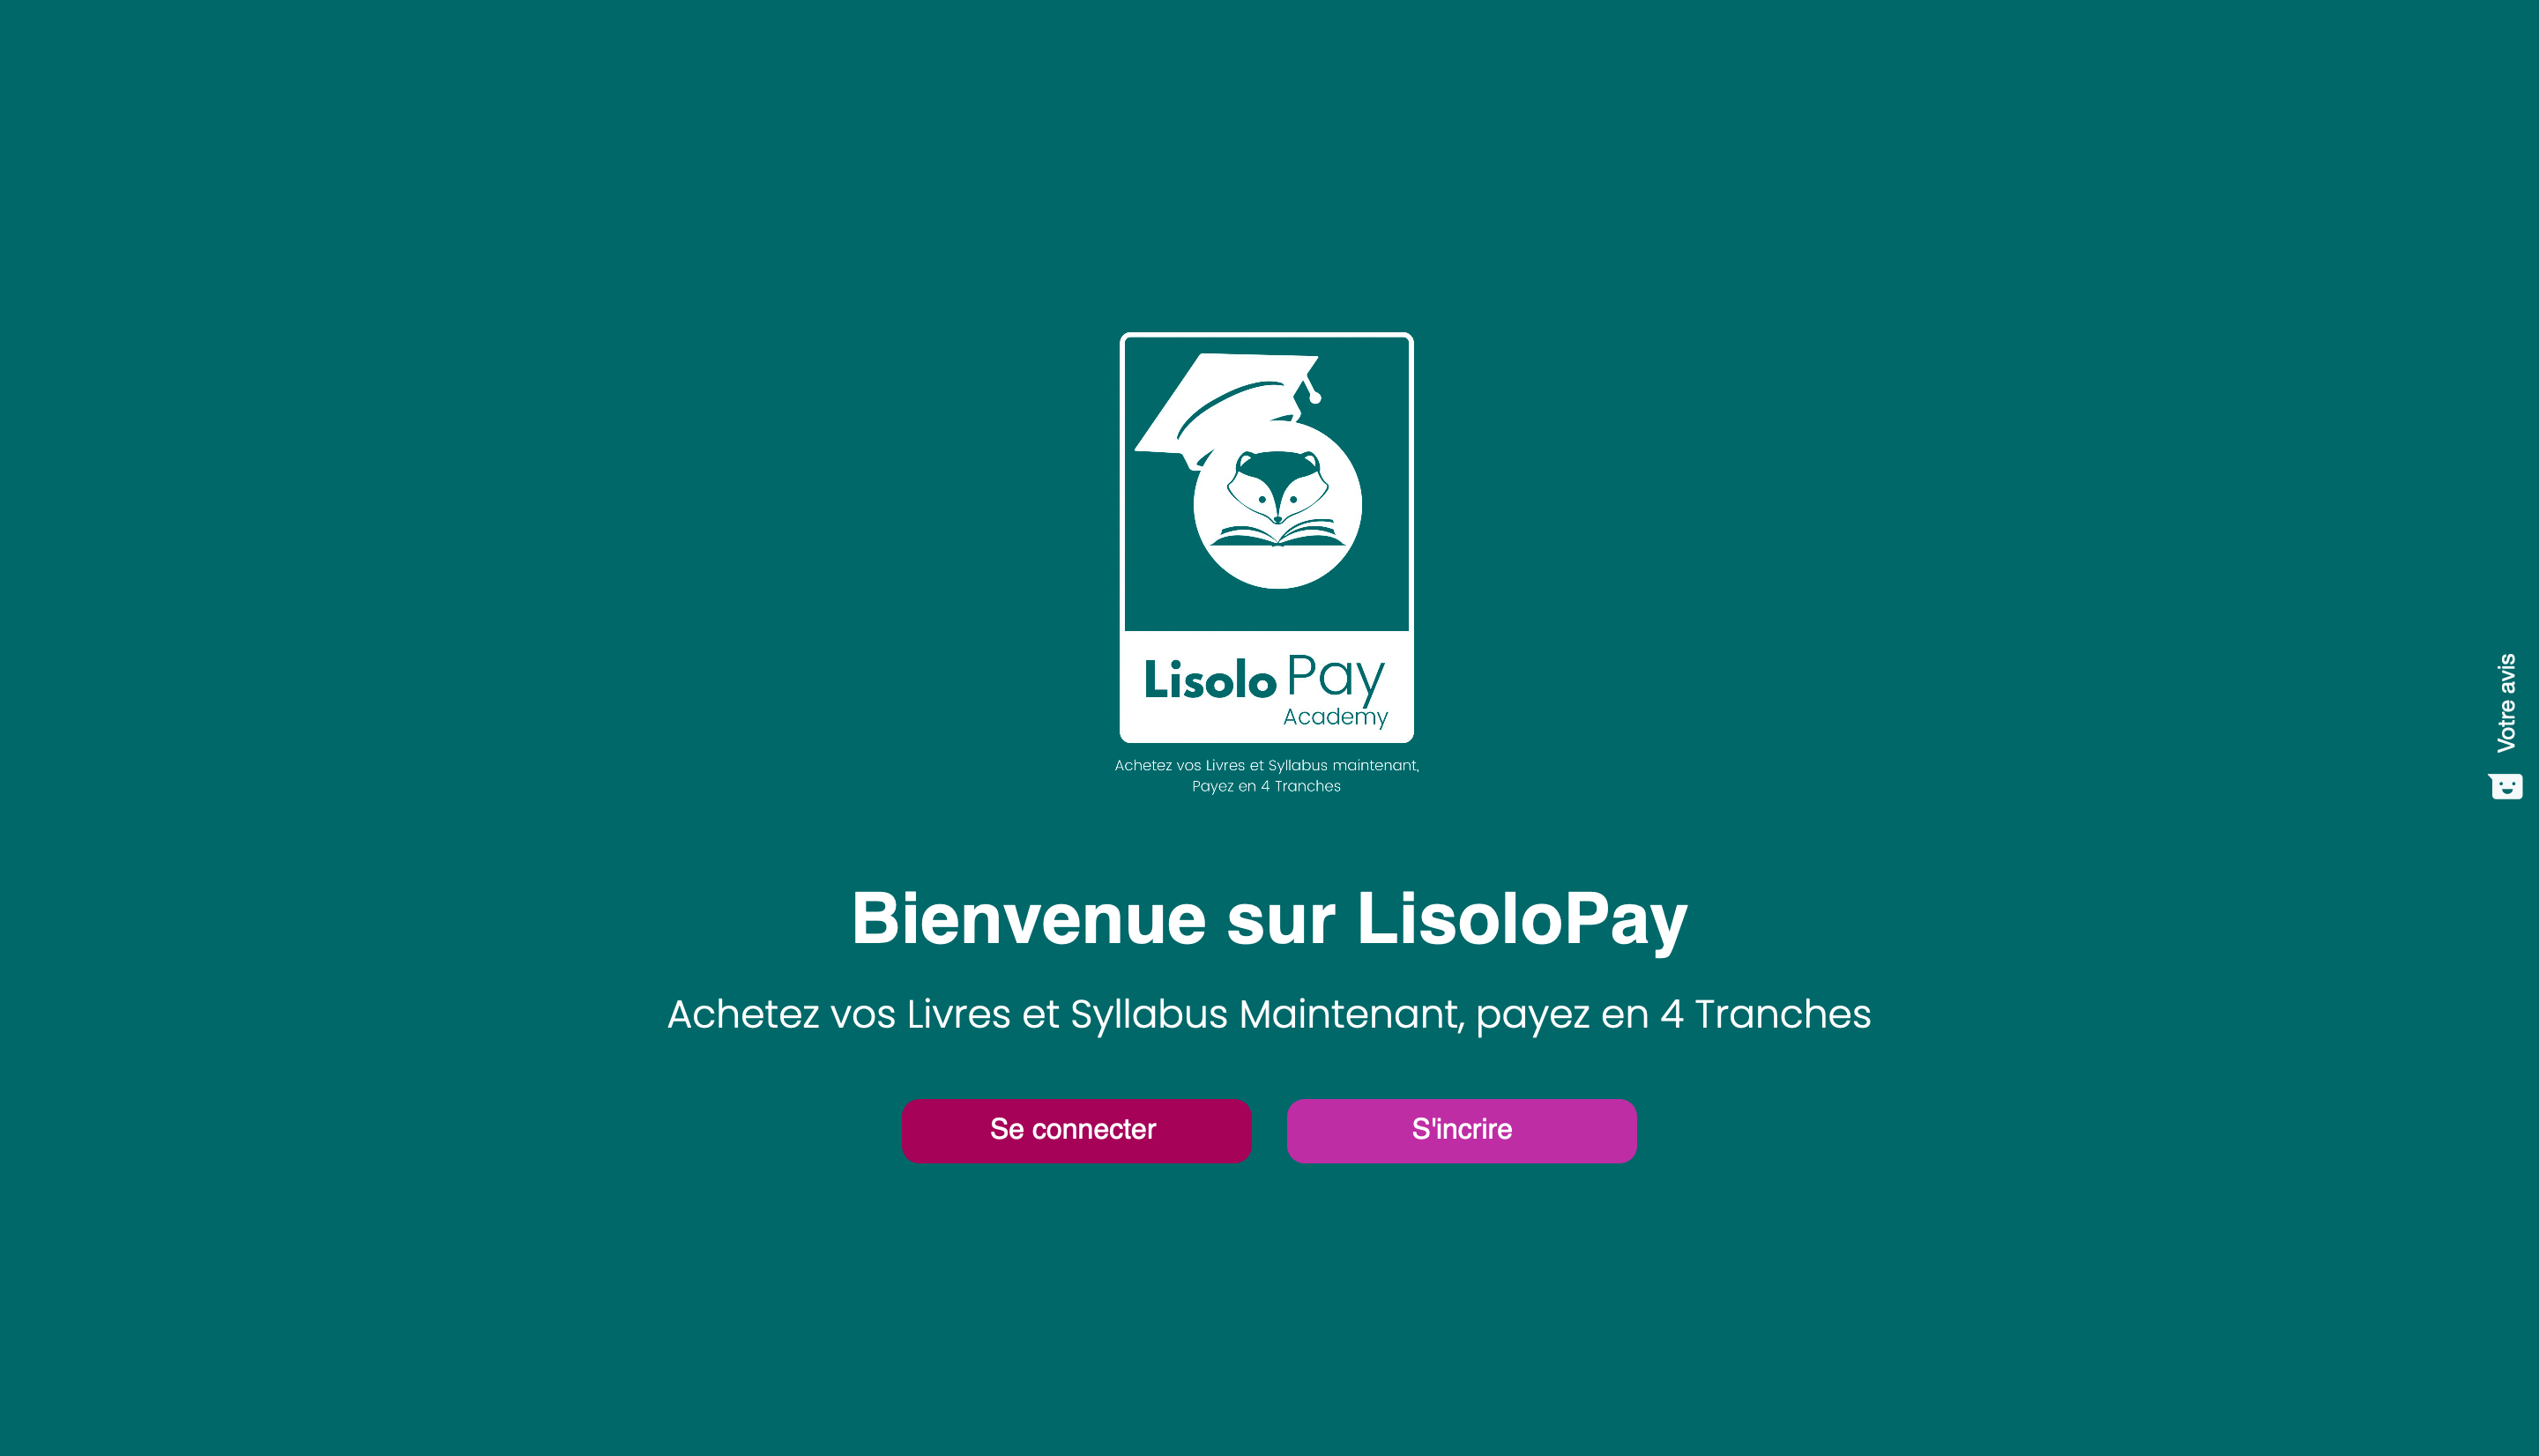 Lisolo Pay
Academy
Achetez vos Livres et Syllabus maintenant,
Payez en 4 Tranches
Bienvenue sur LisoloPay
Achetez vos Livres et Syllabus Maintenant, payez en 4 Tranches
Se connecter
S'incrire
Votre avis